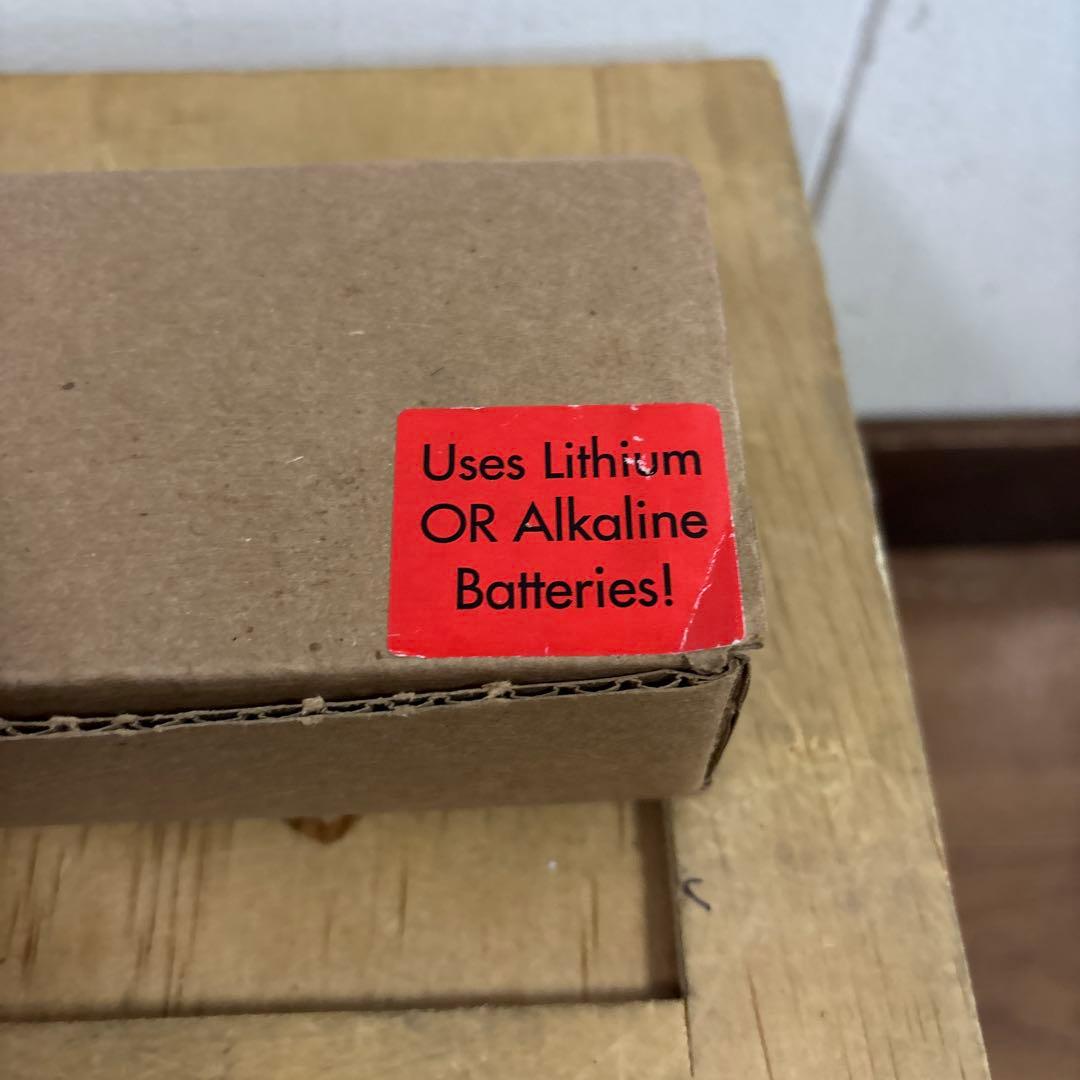 Uses Lithium
OR Alkaline
Batteries!